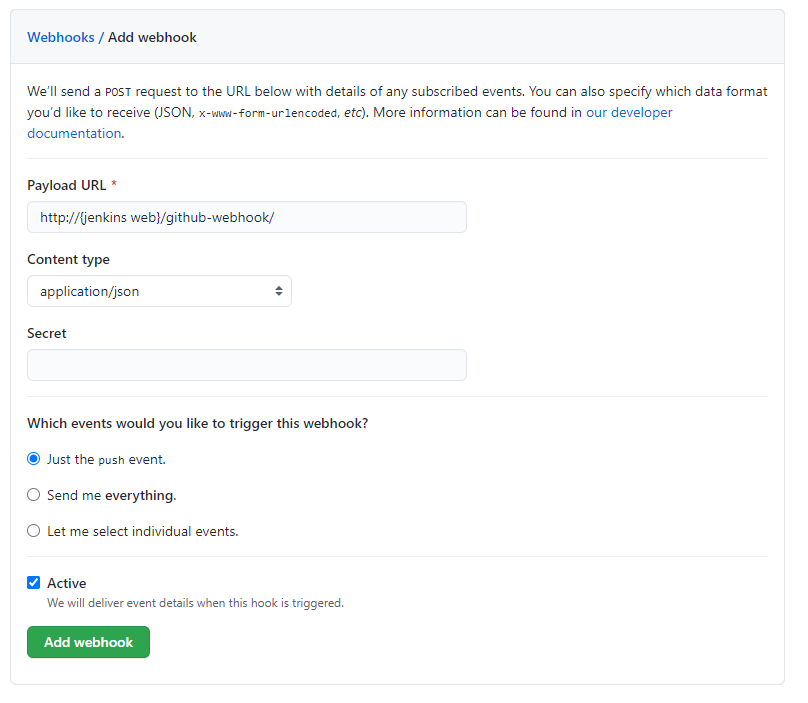 Webhooks / Add webhook
We'll send a POST request to the URL below with details of any subscribed events. You can also specify which data format
you'd like to receive (JSON, x-www-form-urlencoded, etc). More information can be found in our developer
documentation.
Payload URL *
http://{jenkins web}/github-webhook/
Content type
application/json
Secret
Which events would you like to trigger this webhook?
Just the push event.
Send me everything.
Let me select individual events.
Active
We will deliver event details when this hook is triggered.
Add webhook